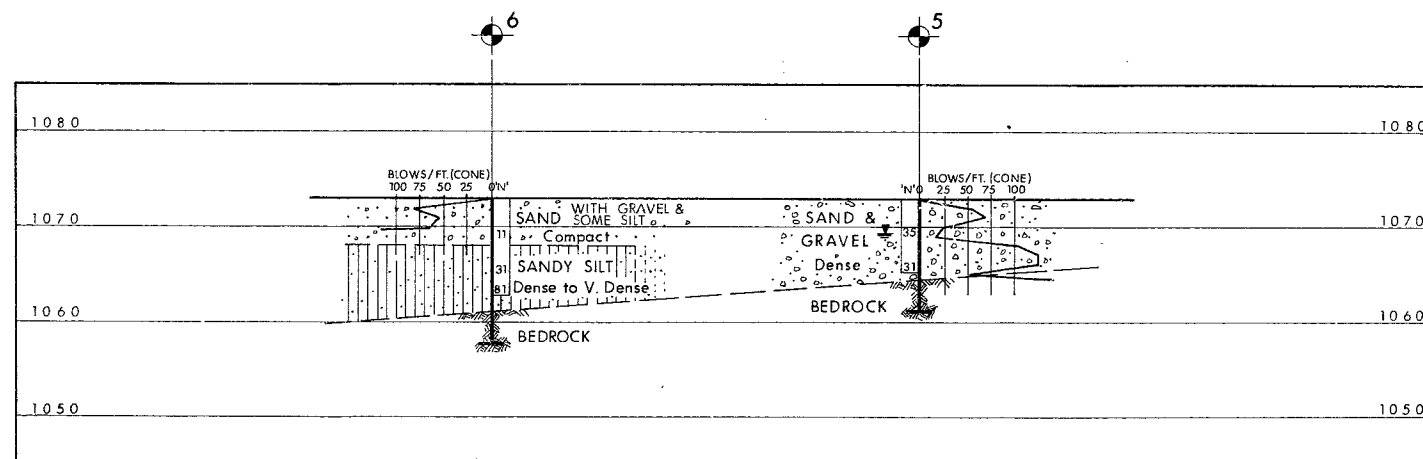 6
5
1080
1080
BLOWS/FT.(CONE)
100 75 50 25 0 'N'
BLOWS/FT.(CONE)
'N' 0 25 50 75 100
1070
SAND WITH GRAVEL & SOME SILT
11
Compact
SAND &
GRAVEL
Dense
35
31
1070
31
SANDY SILT
81
Dense to V. Dense
BEDROCK
1060
BEDROCK
1060
1050
1050